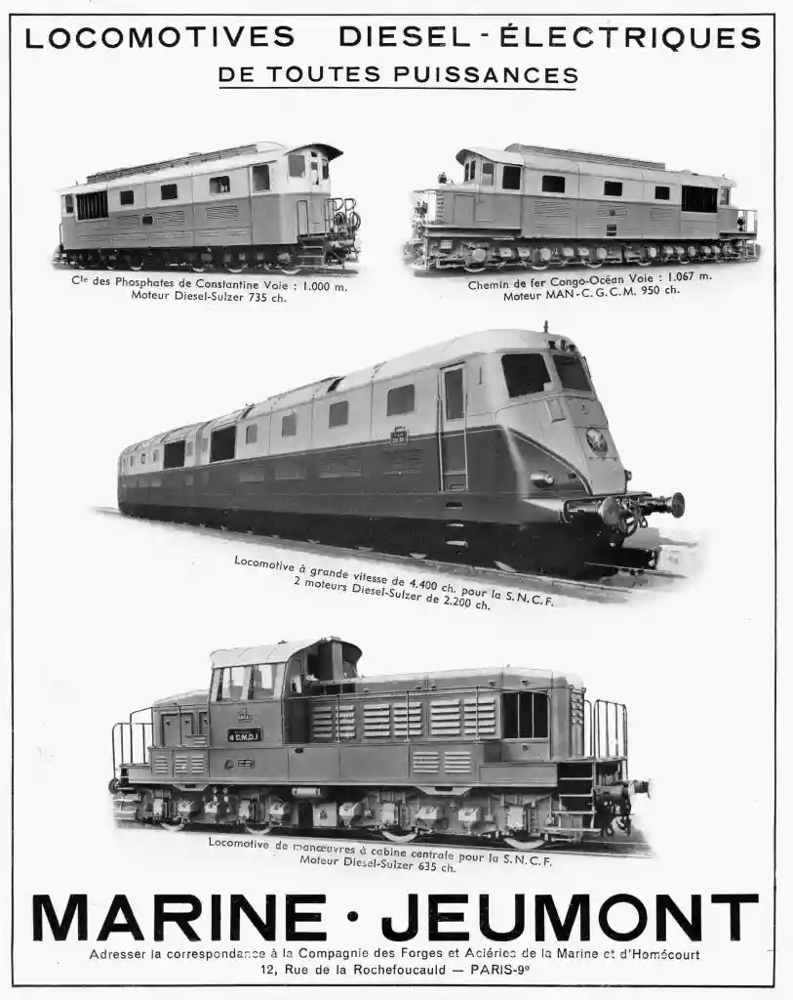 LOCOMOTIVES DIESEL - ÉLECTRIQUES
DE TOUTES PUISSANCES
Cie des Phosphates de Constantine Voie : 1.000 m.
Moteur Diesel-Sulzer 735 ch.
Chemin de fer Congo-Océan Voie : 1.067 m.
Moteur MAN-C.G.C.M. 950 ch.
Locomotive à grande vitesse de 4.400 ch. pour la S.N.C.F.
2 moteurs Diesel-Sulzer de 2.200 ch.
4 D.M.D.1
Locomotive de manœuvres à cabine centrale pour la S.N.C.F.
Moteur Diesel-Sulzer 635 ch.
MARINE · JEUMONT
Adresser la correspondance à la Compagnie des Forges et Aciéries de la Marine et d'Homécourt
12, Rue de la Rochefoucauld — PARIS-9e